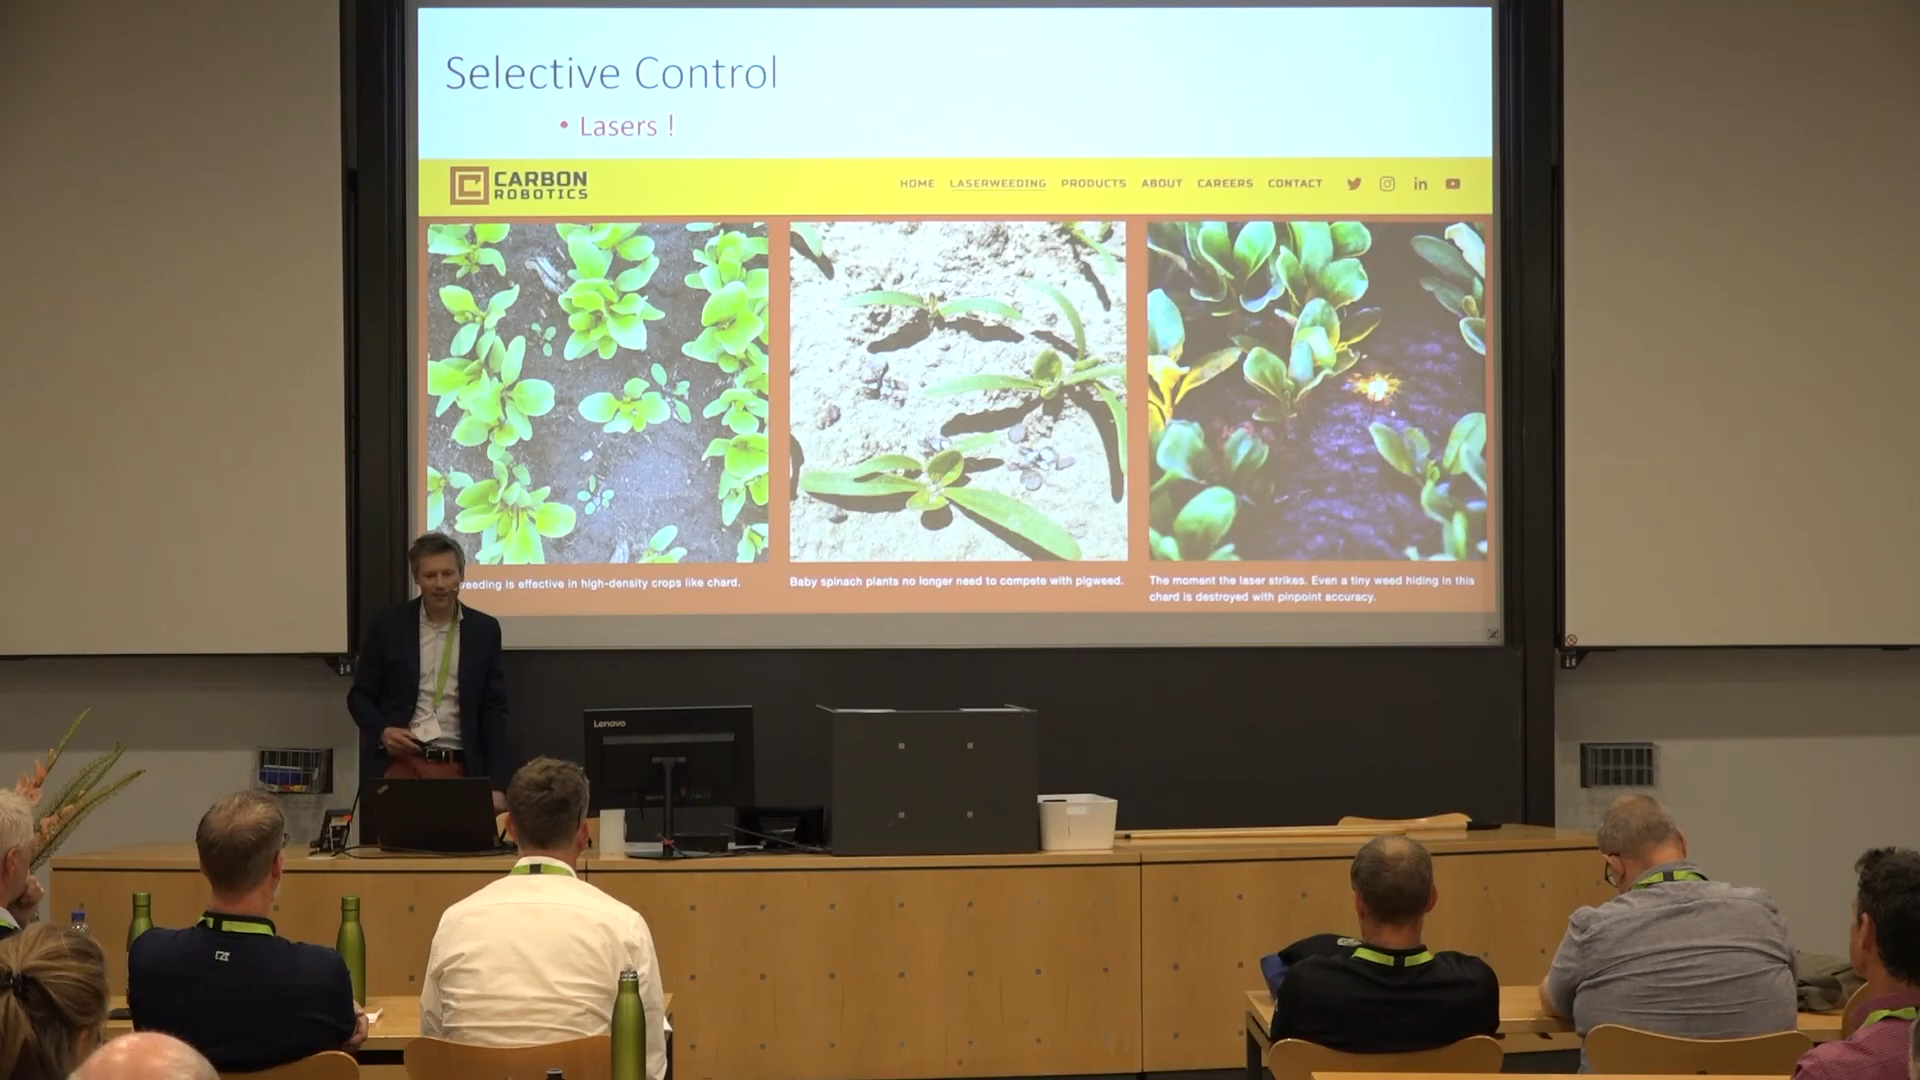 Selective Control
• Lasers !
CARBON
ROBOTICS
HOME LASERWEEDING PRODUCTS ABOUT CAREERS CONTACT
eeding is effective in high-density crops like chard.
Baby spinach plants no longer need to compete with pigweed.
The moment the laser strikes. Even a tiny weed hiding in this
chard is destroyed with pinpoint accuracy.
Lenovo